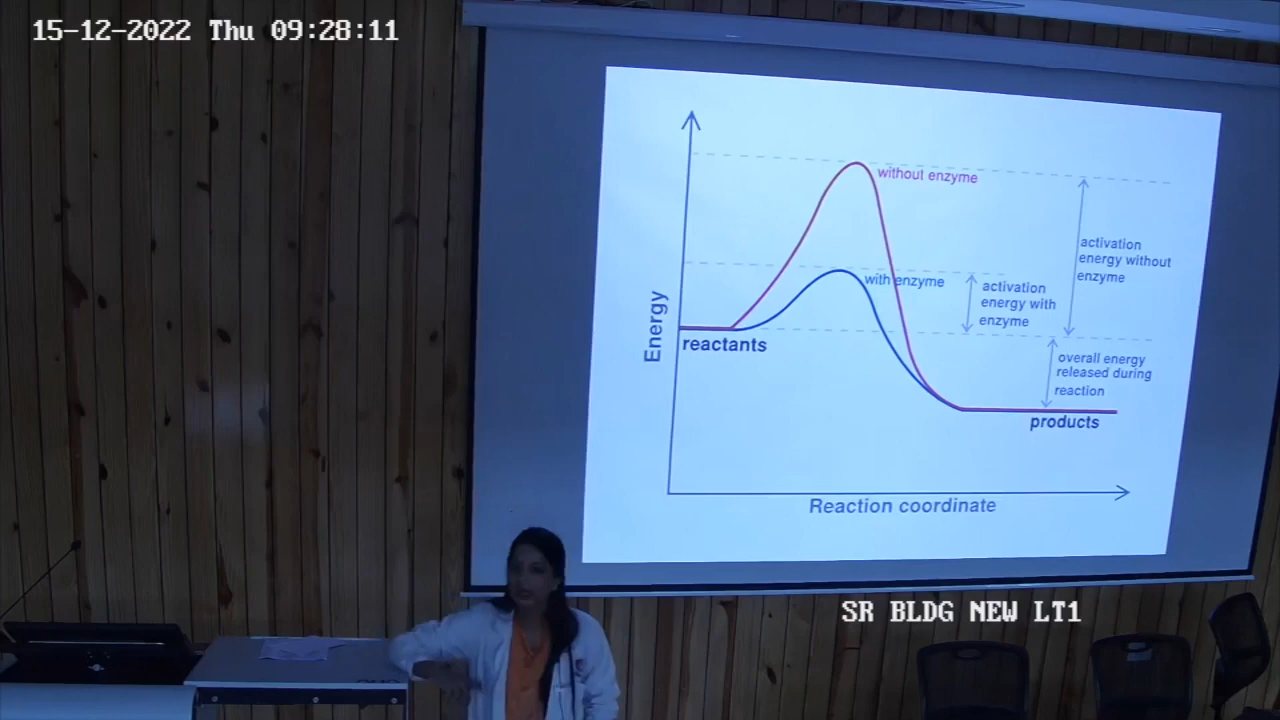 15-12-2022 Thu 09:28:11
without enzyme
activation
energy without
enzyme
with enzyme
activation
energy with
enzyme
Energy
reactants
overall energy
released during
reaction
products
Reaction coordinate
SR BLDG NEW LT1